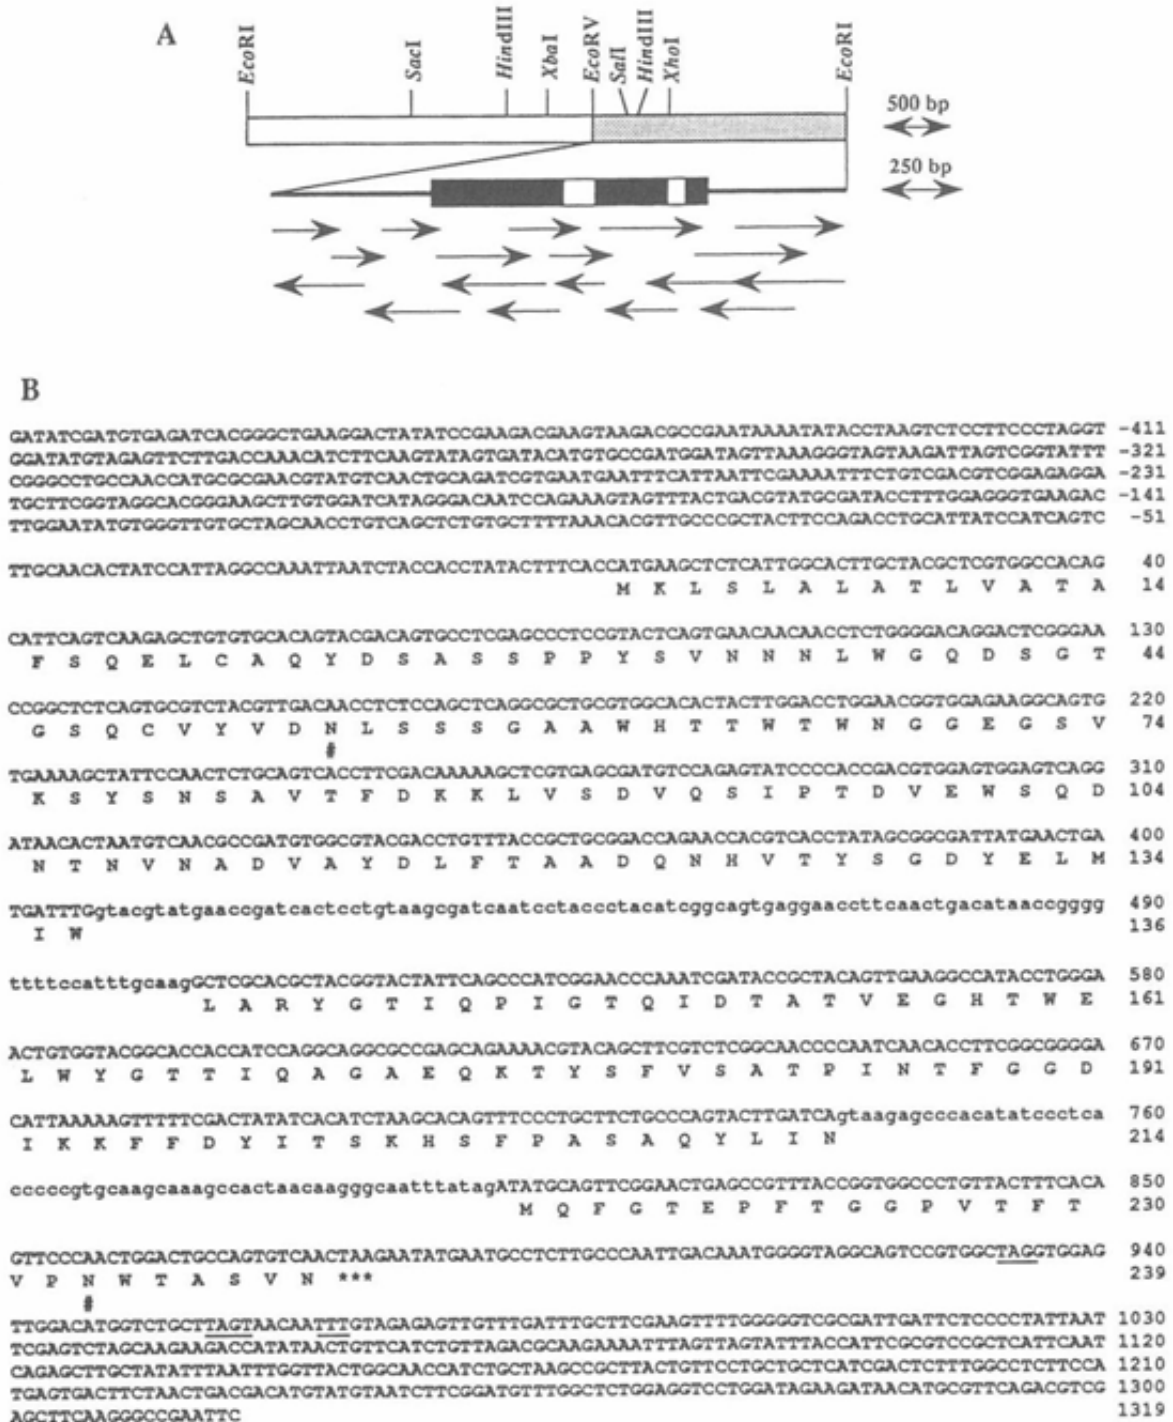 A
EcoRI
SacI
HindIII
XbaI
EcoRV
SalI
HindIII
XhoI
EcoRI
500 bp
250 bp
B
GATATCGATGTGAGATCACGGGCTGAAGGACTATATCCGAAGACGAAGTAAGACGCCGAATAAAATATACCTAAGTCTCCTTCCCTAGGT -411
GGATATGTAGAGTTCTTGACCAAACATCTTCAAGTATAGTGATACATGTGCCGATGGATAGTTAAAGGGTAGTAAGATTAGTCGGTATTT -321
CGGGCCTGCCAACCATGCGCGAACGTATGTCAACTGCAGATCGTGAATGAATTTCATTAATTCGAAAATTTCTGTCGACGTCGGAGAGGA -231
TGCTTCGGTAGGCACGGGAAGCTTGTGGATCATAGGGACAATCCAGAAAGTAGTTTACTGACGTATGCGATACCTTTGGAGGGTGAAGAC -141
TTGGAATATGTGGGTTGTGCTAGCAACCTGTCAGCTCTGTGCTTTTAAACACGTTGCCCGCTACTTCCAGACCTGCATTATCCATCAGTC -51
TTGCAACACTATCCATTAGGCCAAATTAATCTACCACCTATACTTTCACCATGAAGCTCTCATTGGCACTTGCTACGCTCGTGGCCACAG 40
M K L S L A L A T L V A T A 14
CATTCAGTCAAGAGCTGTGTGCACAGTACGACAGTGCCTCGAGCCCTCCGTACTCAGTGAACAACAACCTCTGGGGACAGGACTCGGGAA 130
F S Q E L C A Q Y D S A S S P P Y S V N N N L W G Q D S G T 44
CCGGCTCTCAGTGCGTCTACGTTGACAACCTCTCCAGCTCAGGCGCTGCGTGGCACACTACTTGGACCTGGAACGGTGGAGAAGGCAGTG 220
G S Q C V Y V D N L S S S G A A W H T T W T W N G G E G S V 74
#
TGAAAAGCTATTCCAACTCTGCAGTCACCTTCGACAAAAAGCTCGTGAGCGATGTCCAGAGTATCCCCACCGACGTGGAGTGGAGTCAGG 310
K S Y S N S A V T F D K K L V S D V Q S I P T D V E W S Q D 104
ATAACACTAATGTCAACGCCGATGTGGCGTACGACCTGTTTACCGCTGCGGACCAGAACCACGTCACCTATAGCGGCGATTATGAACTGA 400
N T N V N A D V A Y D L F T A A D Q N H V T Y S G D Y E L M 134
TGATTTGgtacgtatgaaccgatcactcctgtaagcgatcaatcctaccctacatcggcagtgaggaaccttcaactgacataaccgggg 490
I W 136
ttttccatttgcaagGCTCGCACGCTACGGTACTATTCAGCCCATCGGAACCCAAATCGATACCGCTACAGTTGAAGGCCATACCTGGGA 580
L A R Y G T I Q P I G T Q I D T A T V E G H T W E 161
ACTGTGGTACGGCACCACCATCCAGGCAGGCGCCGAGCAGAAAACGTACAGCTTCGTCTCGGCAACCCCAATCAACACCTTCGGCGGGGA 670
L W Y G T T I Q A G A E Q K T Y S F V S A T P I N T F G G D 191
CATTAAAAAGTTTTTCGACTATATCACATCTAAGCACAGTTTCCCTGCTTCTGCCCAGTACTTGATCAgtaagagcccacatatccctca 760
I K K F F D Y I T S K H S F P A S A Q Y L I N 214
cccccgtgcaagcaaagccactaacaagggcaatttatagATATGCAGTTCGGAACTGAGCCGTTTACCGGTGGCCCTGTTACTTTCACA 850
M Q F G T E P F T G G P V T F T 230
GTTCCCAACTGGACTGCCAGTGTCAACTAAGAATATGAATGCCTCTTGCCCAATTGACAAATGGGGTAGGCAGTCCGTGGCTAGGTGGAG 940
V P N W T A S V N *** 239
#
TTGGACATGGTCTGCTTAGTAACAATTTGTAGAGAGTTGTTTGATTTGCTTCGAAGTTTTGGGGGTCGCGATTGATTCTCCCCTATTAAT 1030
TCGAGTCTAGCAAGAAGACCATATAACTGTTCATCTGTTAGACGCAAGAAAATTTAGTTAGTATTTACCATTCGCGTCCGCTCATTCAAT 1120
CAGAGCTTGCTATATTTAATTTGGTTACTGGCAACCATCTGCTAAGCCGCTTACTGTTCCTGCTGCTCATCGACTCTTTGGCCTCTTCCA 1210
TGAGTGACTTCTAACTGACGACATGTATGTAATCTTCGGATGTTTGGCTCTGGAGGTCCTGGATAGAAGATAACATGCGTTCAGACGTCG 1300
AGCTTCAAGGGCCGAATTC 1319